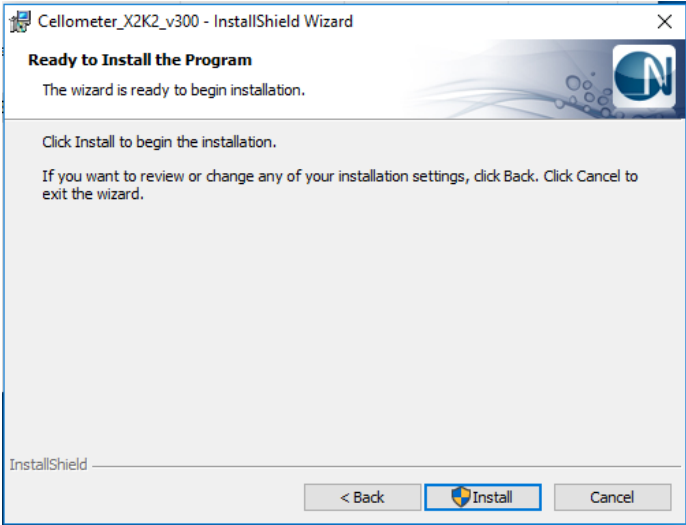 Cellometer_X2K2_v300 - InstallShield Wizard
Ready to Install the Program
The wizard is ready to begin installation.
N
Click Install to begin the installation.
If you want to review or change any of your installation settings, click Back. Click Cancel to
exit the wizard.
InstallShield
< Back
Install
Cancel